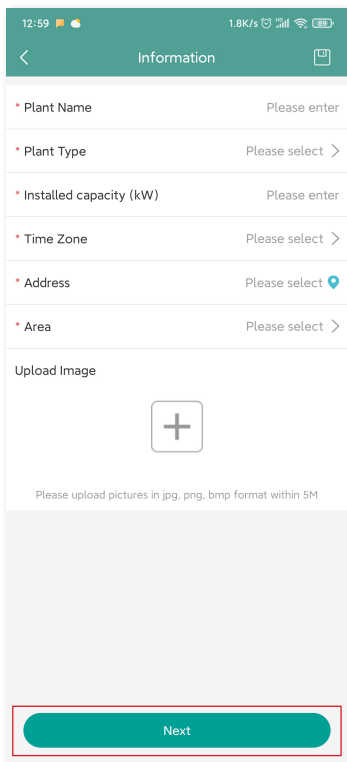 12:59 1.8K/s 89
Information
* Plant Name Please enter
* Plant Type Please select
* Installed capacity (kW) Please enter
* Time Zone Please select
* Address Please select
* Area Please select
Upload Image
Please upload pictures in jpg, png, bmp format within 5M
Next